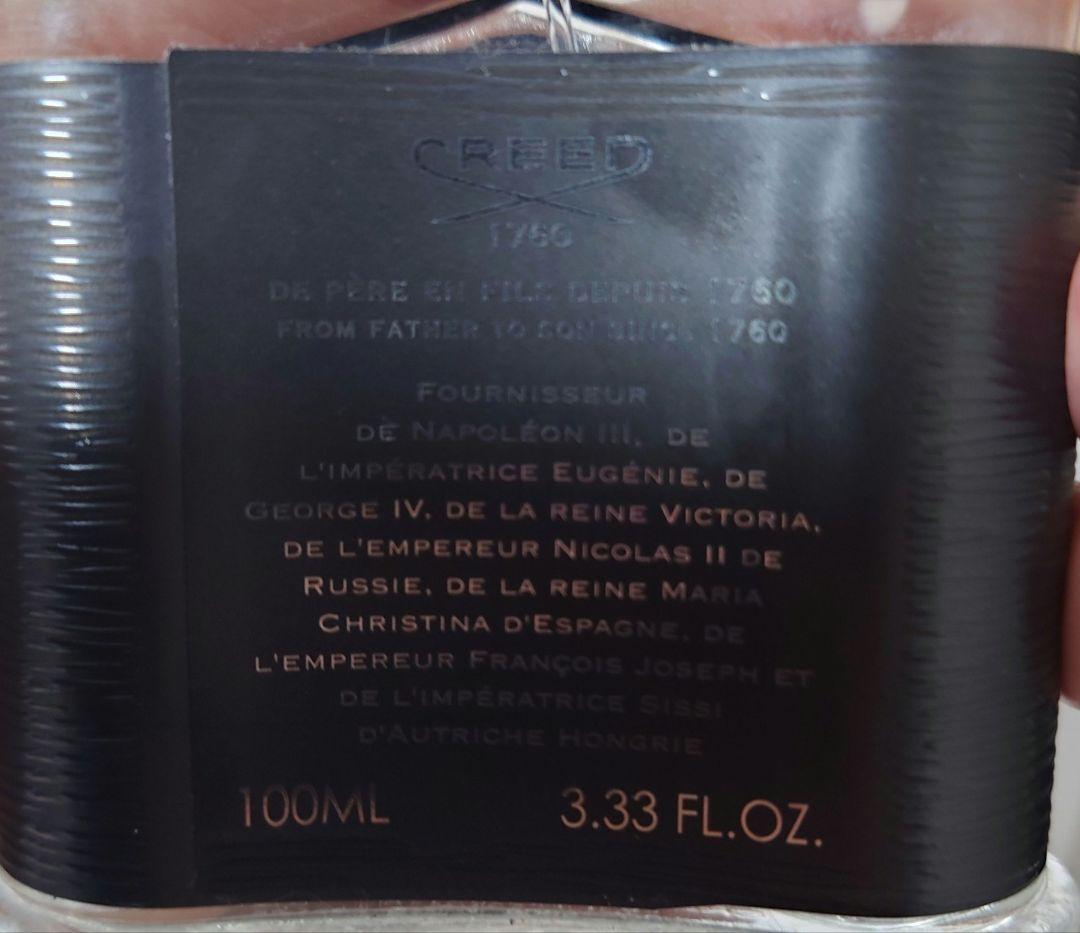 CREED
1760
DE PÈRE EN FILS DEPUIS 1760
FROM FATHER TO SON SINCE 1760
FOURNISSEUR
DE NAPOLÉON III, DE
L'IMPÉRATRICE EUGÉNIE, DE
GEORGE IV, DE LA REINE VICTORIA,
DE L'EMPEREUR NICOLAS II DE
RUSSIE, DE LA REINE MARIA
CHRISTINA D'ESPAGNE, DE
L'EMPEREUR FRANÇOIS JOSEPH ET
DE L'IMPÉRATRICE SISSI
D'AUTRICHE HONGRIE
100ML 3.33 FL.OZ.